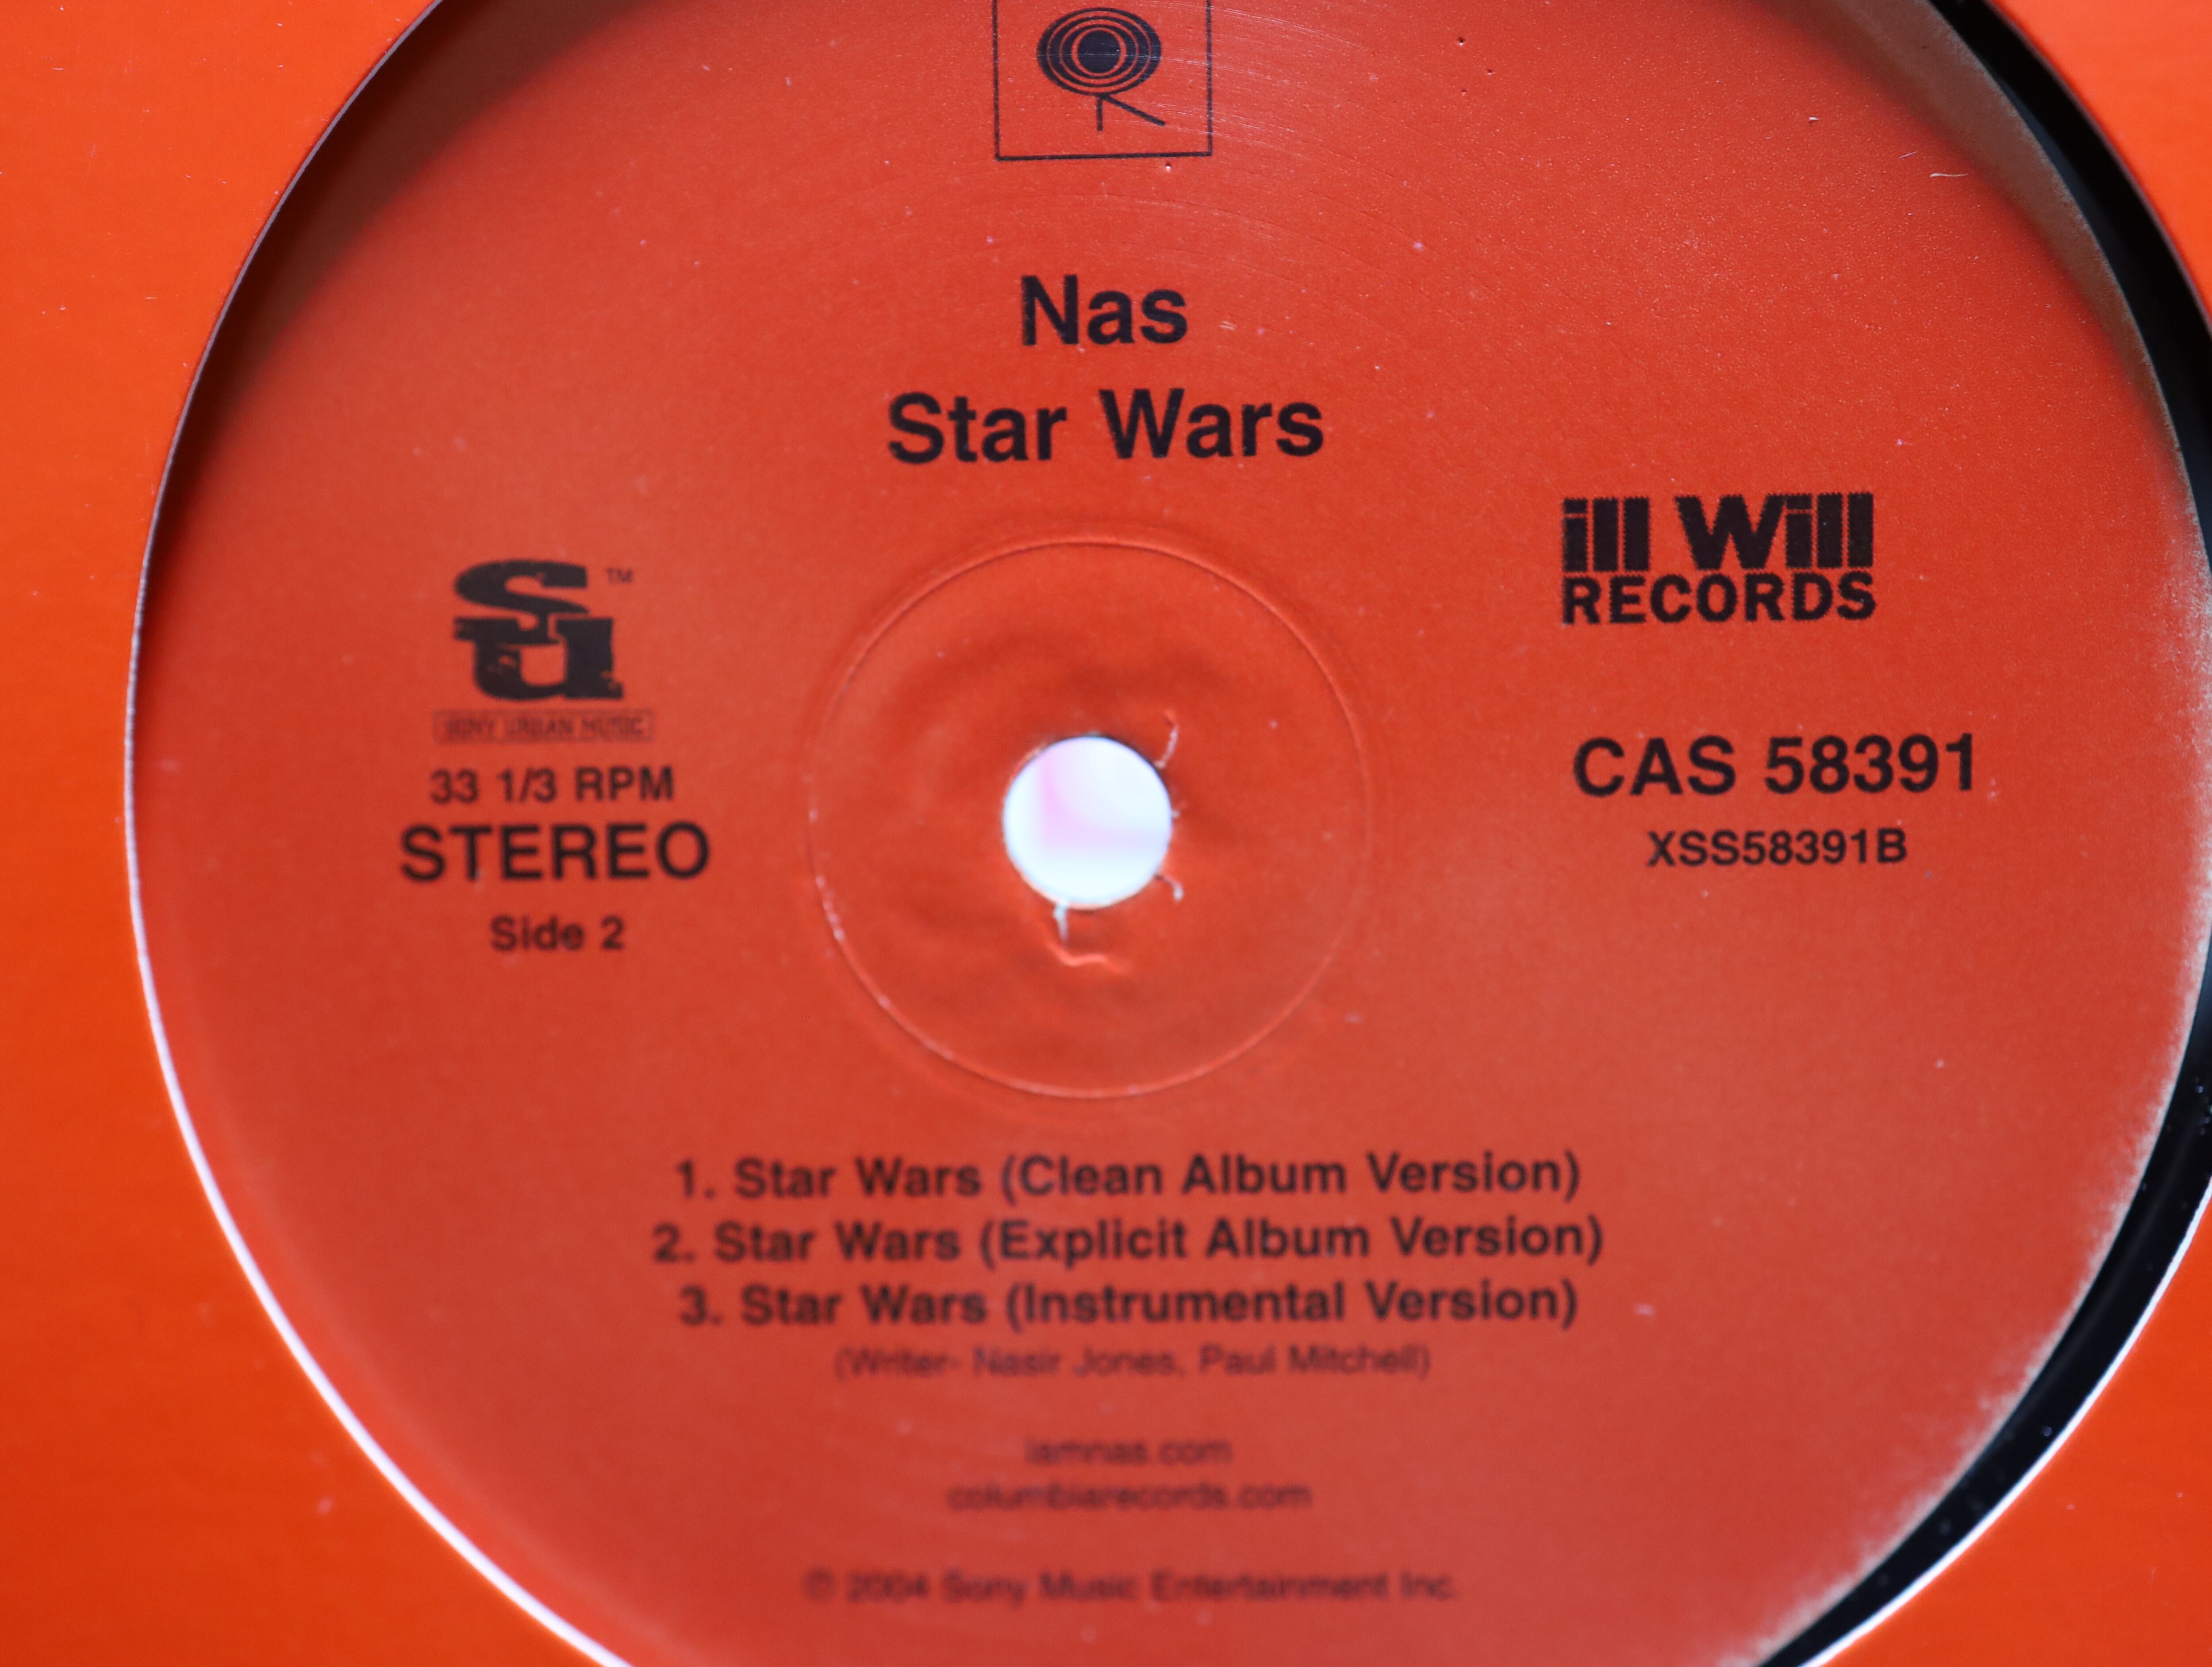 Nas
Star Wars
ill Will
RECORDS
su TM
SONY URBAN MUSIC
33 1/3 RPM
STEREO
Side 2
CAS 58391
XSS58391B
1. Star Wars (Clean Album Version)
2. Star Wars (Explicit Album Version)
3. Star Wars (Instrumental Version)
(Writer- Nasir Jones, Paul Mitchell)
iamnas.com
columbiarecords.com
℗ 2004 Sony Music Entertainment Inc.